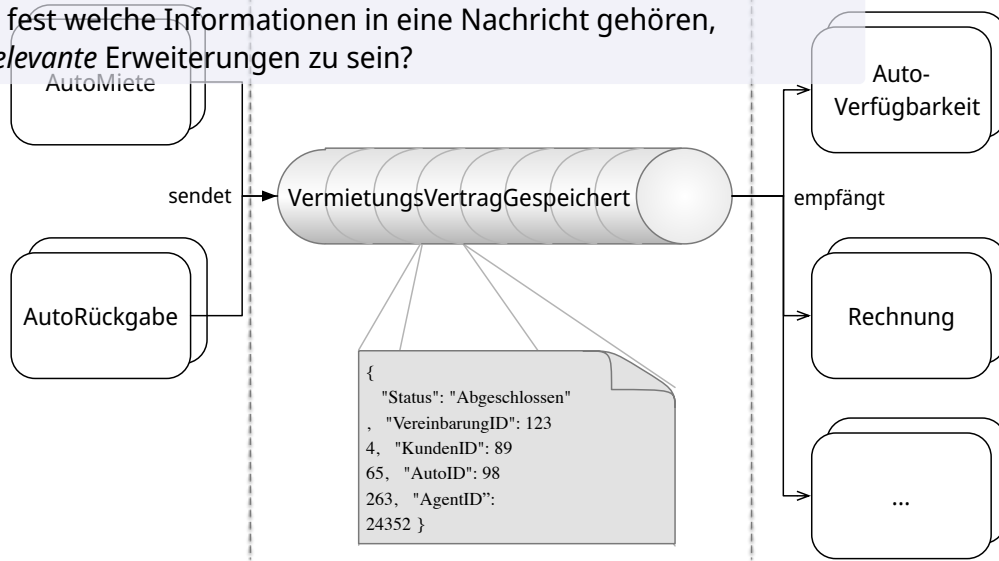 fest welche Informationen in eine Nachricht gehören,
elevante Erweiterungen zu sein?
AutoMiete
Auto-
Verfügbarkeit
sendet
VermietungsVertragGespeichert
empfängt
AutoRückgabe
Rechnung
{
"Status": "Abgeschlossen"
, "VereinbarungID": 123
4, "KundenID": 89
65, "AutoID": 98
263, "AgentID”:
24352 }
...